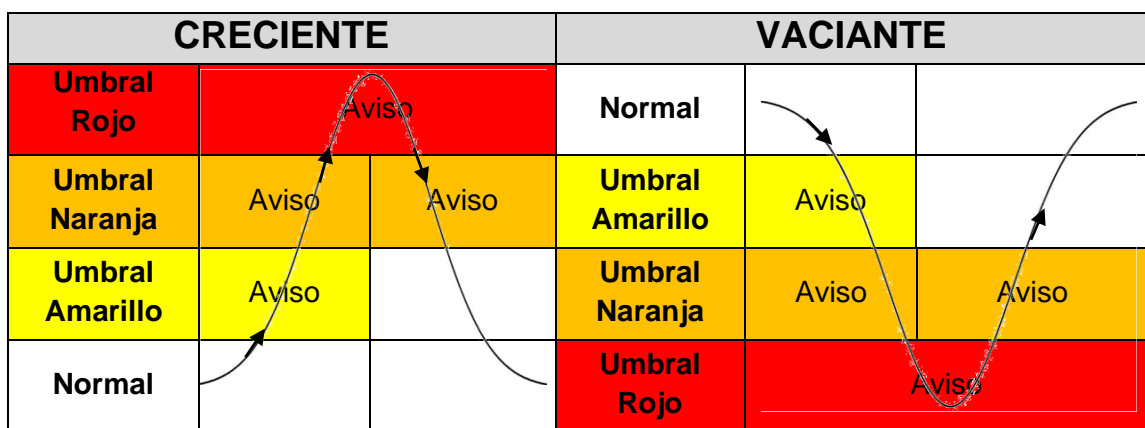 CRECIENTE
VACIANTE
Umbral
Rojo
Aviso
Normal
Umbral
Naranja
Aviso
Aviso
Umbral
Amarillo
Aviso
Umbral
Amarillo
Aviso
Umbral
Naranja
Aviso
Aviso
Normal
Umbral
Rojo
Aviso